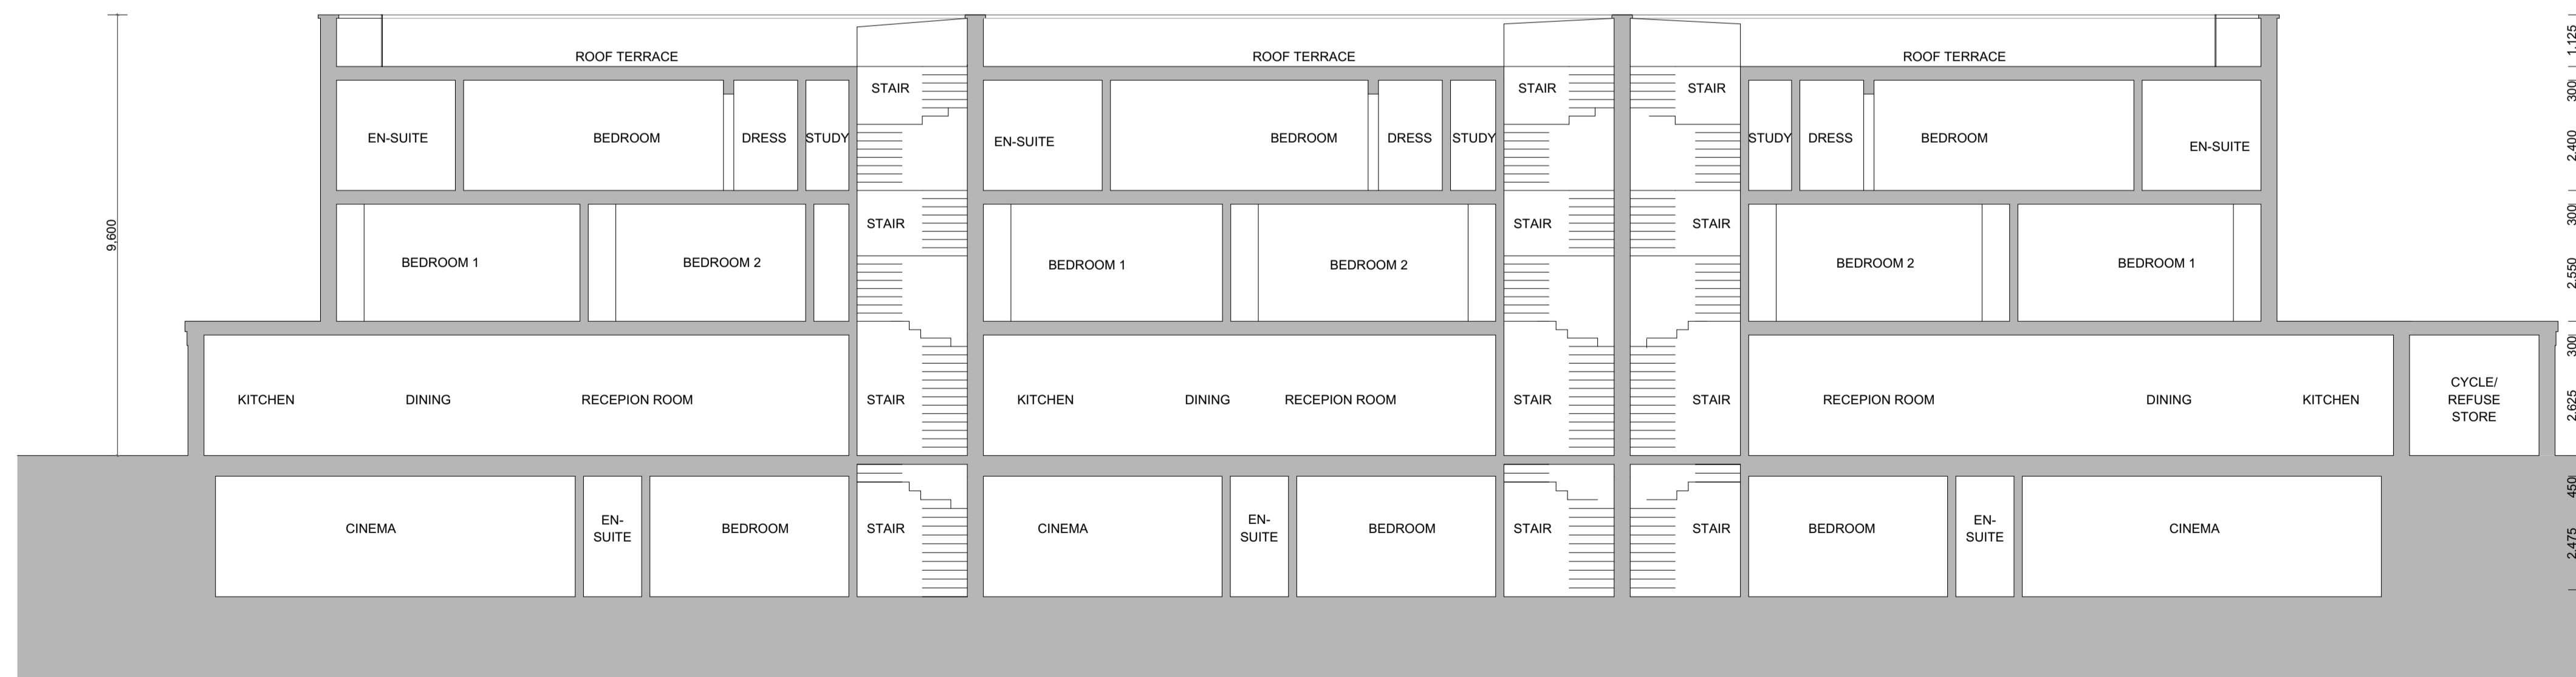 ROOF TERRACE ROOF TERRACE ROOF TERRACE
1,125
STAIR STAIR STAIR
300
EN-SUITE BEDROOM DRESS STUDY EN-SUITE BEDROOM DRESS STUDY STUDY DRESS BEDROOM EN-SUITE
2,400
9,600
STAIR STAIR STAIR
300
BEDROOM 1 BEDROOM 2 BEDROOM 1 BEDROOM 2 BEDROOM 2 BEDROOM 1
2,550
300
KITCHEN DINING RECEPION ROOM STAIR KITCHEN DINING RECEPION ROOM STAIR STAIR RECEPION ROOM DINING KITCHEN
CYCLE/
REFUSE
STORE
2,625
450
CINEMA
EN-
SUITE
BEDROOM STAIR CINEMA
EN-
SUITE
BEDROOM STAIR STAIR BEDROOM
EN-
SUITE
CINEMA
2,475